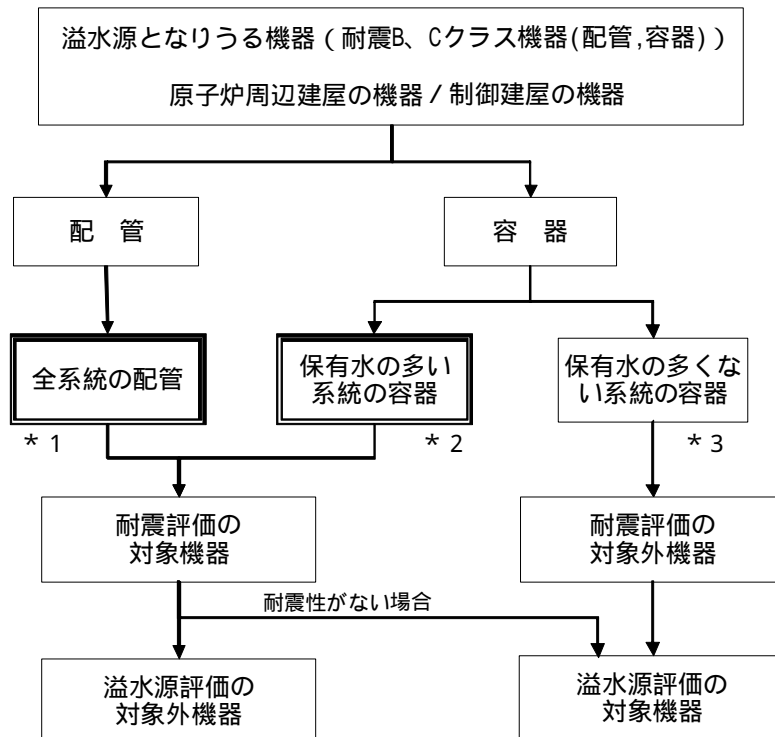 溢水源となりうる機器(耐震B、Cクラス機器(配管,容器))
原子炉周辺建屋の機器/制御建屋の機器
配 管
容 器
全系統の配管
保有水の多い
系統の容器
保有水の多くな
い系統の容器
*1
*2
*3
耐震評価の
対象機器
耐震評価の
対象外機器
耐震性がない場合
溢水源評価の
対象外機器
溢水源評価の
対象機器